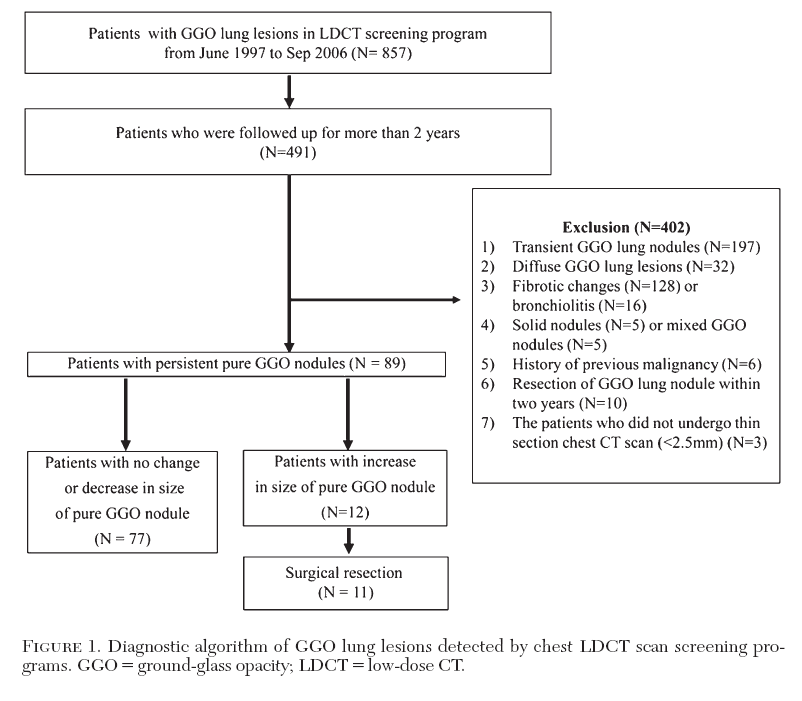 Patients with GGO lung lesions in LDCT screening program
from June 1997 to Sep 2006 (N= 857)
Patients who were followed up for more than 2 years
(N=491)
Exclusion (N=402)
1) Transient GGO lung nodules (N=197)
2) Diffuse GGO lung lesions (N=32)
3) Fibrotic changes (N=128) or
bronchiolitis (N=16)
4) Solid nodules (N=5) or mixed GGO
nodules (N=5)
5) History of previous malignancy (N=6)
6) Resection of GGO lung nodule within
two years (N=10)
7) The patients who did not undergo thin
section chest CT scan (<2.5mm) (N=3)
Patients with persistent pure GGO nodules (N = 89)
Patients with no change
or decrease in size
of pure GGO nodule
(N = 77)
Patients with increase
in size of pure GGO nodule
(N=12)
Surgical resection
(N = 11)
FIGURE 1. Diagnostic algorithm of GGO lung lesions detected by chest LDCT scan screening pro-
grams. GGO = ground-glass opacity; LDCT = low-dose CT.